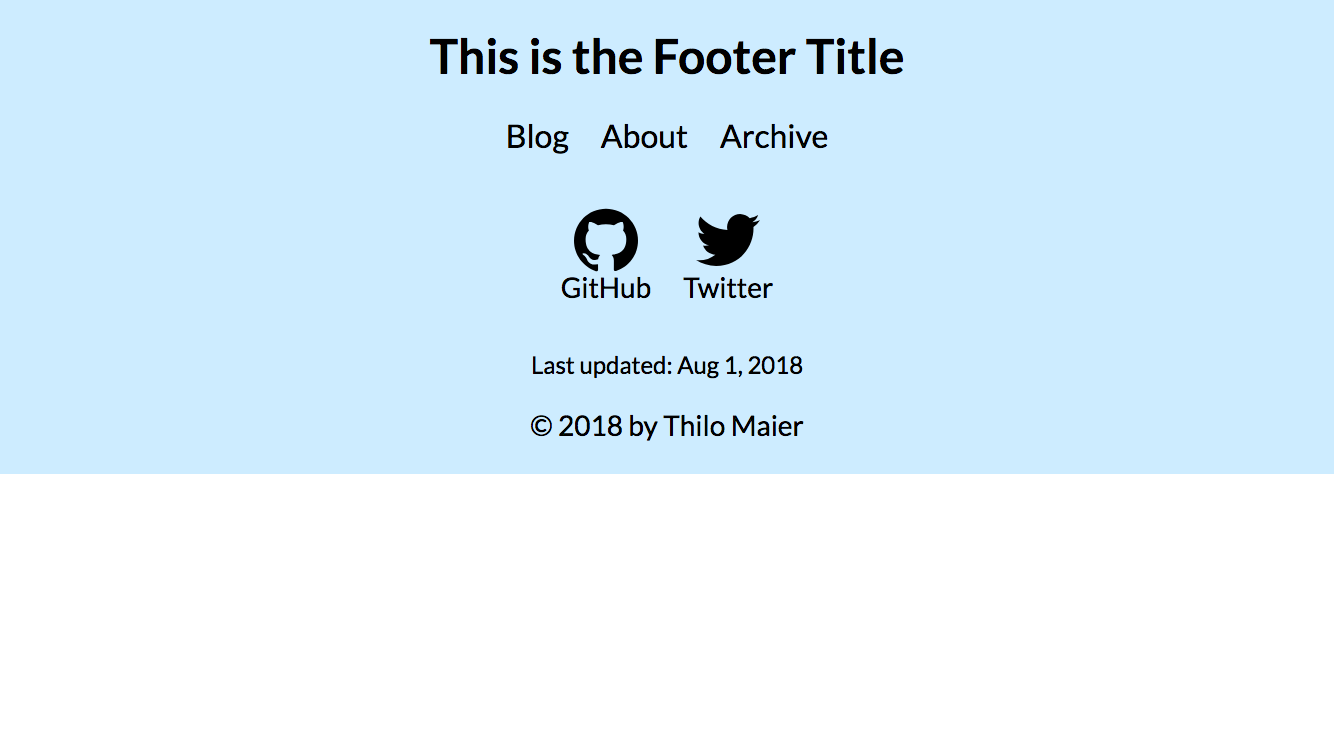 This is the Footer Title
Blog About Archive
GitHub Twitter
Last updated: Aug 1, 2018
© 2018 by Thilo Maier